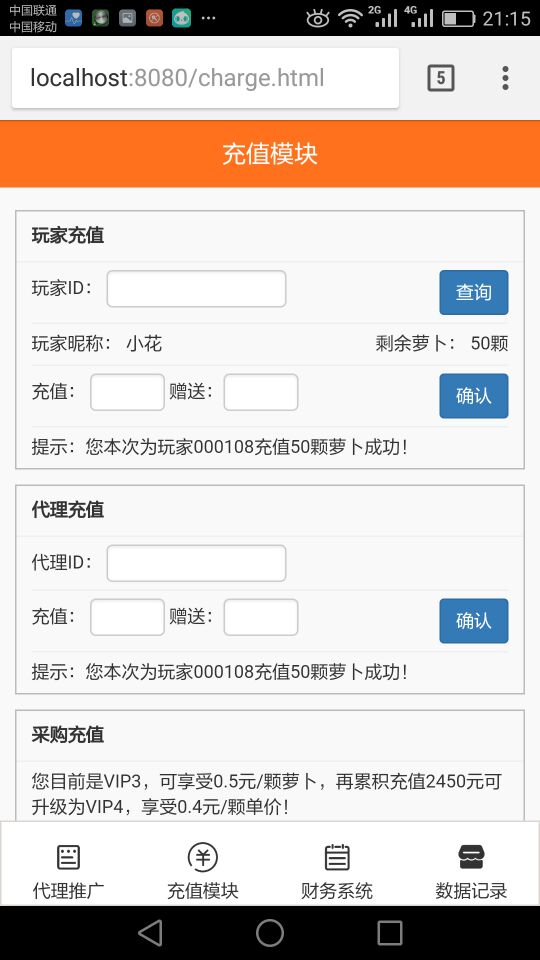 中国联通
中国移动
2G 4G 21:15
localhost:8080/charge.html
5
充值模块
玩家充值
玩家ID： 查询
玩家昵称： 小花 剩余萝卜： 50颗
充值： 赠送： 确认
提示：您本次为玩家000108充值50颗萝卜成功！
代理充值
代理ID：
充值： 赠送： 确认
提示：您本次为玩家000108充值50颗萝卜成功！
采购充值
您目前是VIP3，可享受0.5元/颗萝卜，再累积充值2450元可
升级为VIP4，享受0.4元/颗单价！
代理推广 充值模块 财务系统 数据记录